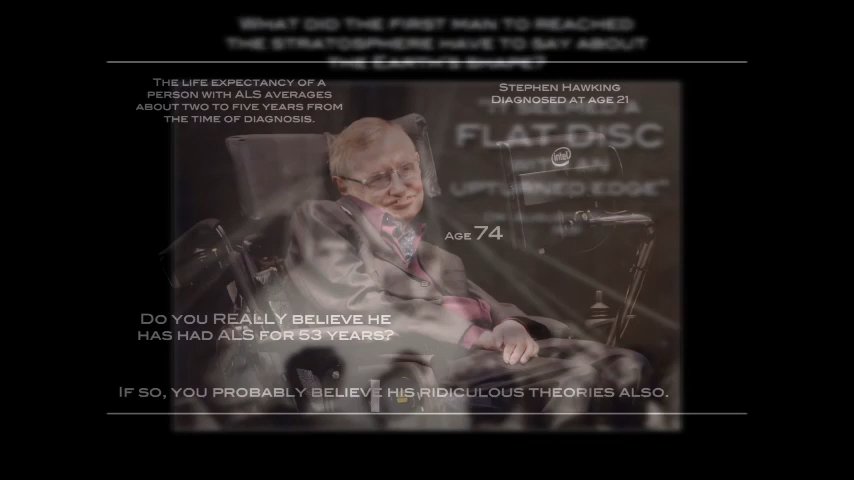 What did the first man to reached
the stratosphere have to say about
the Earth's shape?
The life expectancy of a
person with ALS averages
about two to five years from
the time of diagnosis.
Stephen Hawking
Diagnosed at age 21
"It seemed a
flat disc
with an
upturned edge"
intel
Age 74
Do you REALLY believe he
has had ALS for 53 years?
If so, you probably believe his ridiculous theories also.